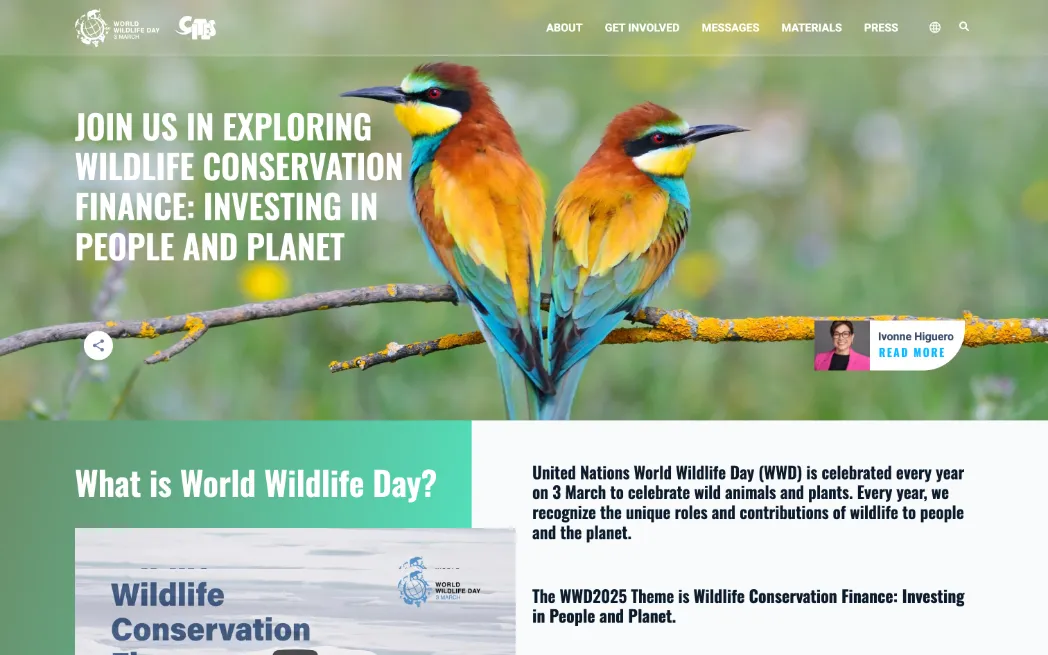 WORLD
WILDLIFE DAY
3 MARCH
CITES
ABOUT
GET INVOLVED
MESSAGES
MATERIALS
PRESS
JOIN US IN EXPLORING
WILDLIFE CONSERVATION
FINANCE: INVESTING IN
PEOPLE AND PLANET
Ivonne Higuero
READ MORE
What is World Wildlife Day?
WORLD
WILDLIFE DAY
3 MARCH
Wildlife
Conservation
United Nations World Wildlife Day (WWD) is celebrated every year
on 3 March to celebrate wild animals and plants. Every year, we
recognize the unique roles and contributions of wildlife to people
and the planet.
The WWD2025 Theme is Wildlife Conservation Finance: Investing
in People and Planet.